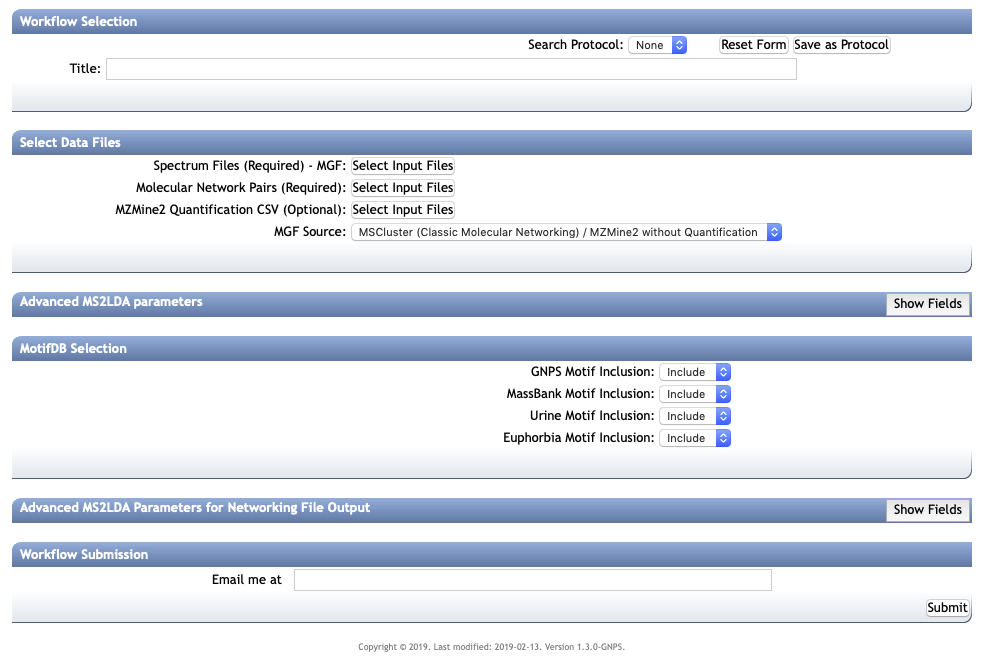 Workflow Selection
Search Protocol: None Reset Form Save as Protocol
Title:
Select Data Files
Spectrum Files (Required) - MGF: Select Input Files
Molecular Network Pairs (Required): Select Input Files
MZMine2 Quantification CSV (Optional): Select Input Files
MGF Source: MSCluster (Classic Molecular Networking) / MZMine2 without Quantification
Advanced MS2LDA parameters Show Fields
MotifDB Selection
GNPS Motif Inclusion: Include
MassBank Motif Inclusion: Include
Urine Motif Inclusion: Include
Euphorbia Motif Inclusion: Include
Advanced MS2LDA Parameters for Networking File Output Show Fields
Workflow Submission
Email me at
Submit
Copyright © 2019. Last modified: 2019-02-13. Version 1.3.0-GNPS.